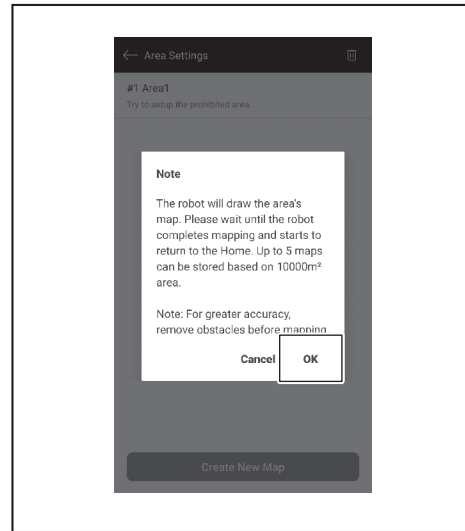 Area Settings
#1 Area1
Try to setup the prohibited area.
Note
The robot will draw the area's
map. Please wait until the robot
completes mapping and starts to
return to the Home. Up to 5 maps
can be stored based on 10000m²
area.
Note: For greater accuracy,
remove obstacles before mapping.
Cancel OK
Create New Map